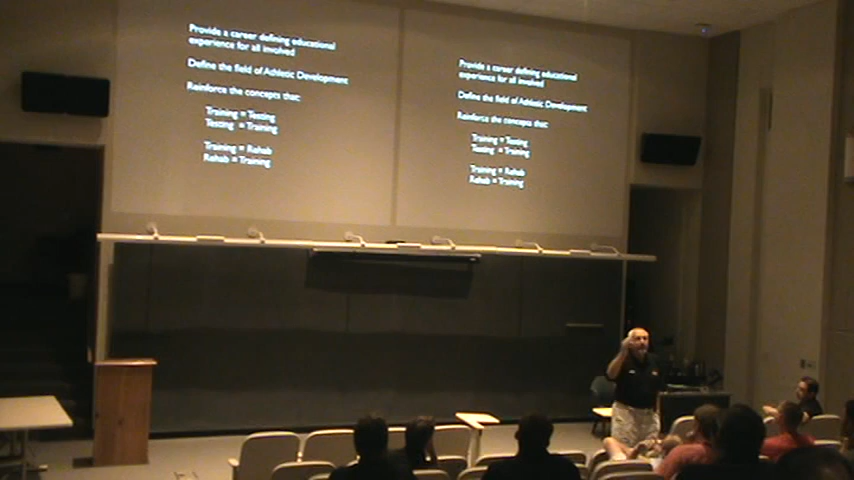 Provide a career defining educational
experience for all involved
Define the field of Athletic Development
Reinforce the concepts that:
Training = Testing
Testing = Training
Training = Rehab
Rehab = Training
Provide a career defining educational
experience for all involved
Define the field of Athletic Development
Reinforce the concepts that:
Training = Testing
Testing = Training
Training = Rehab
Rehab = Training